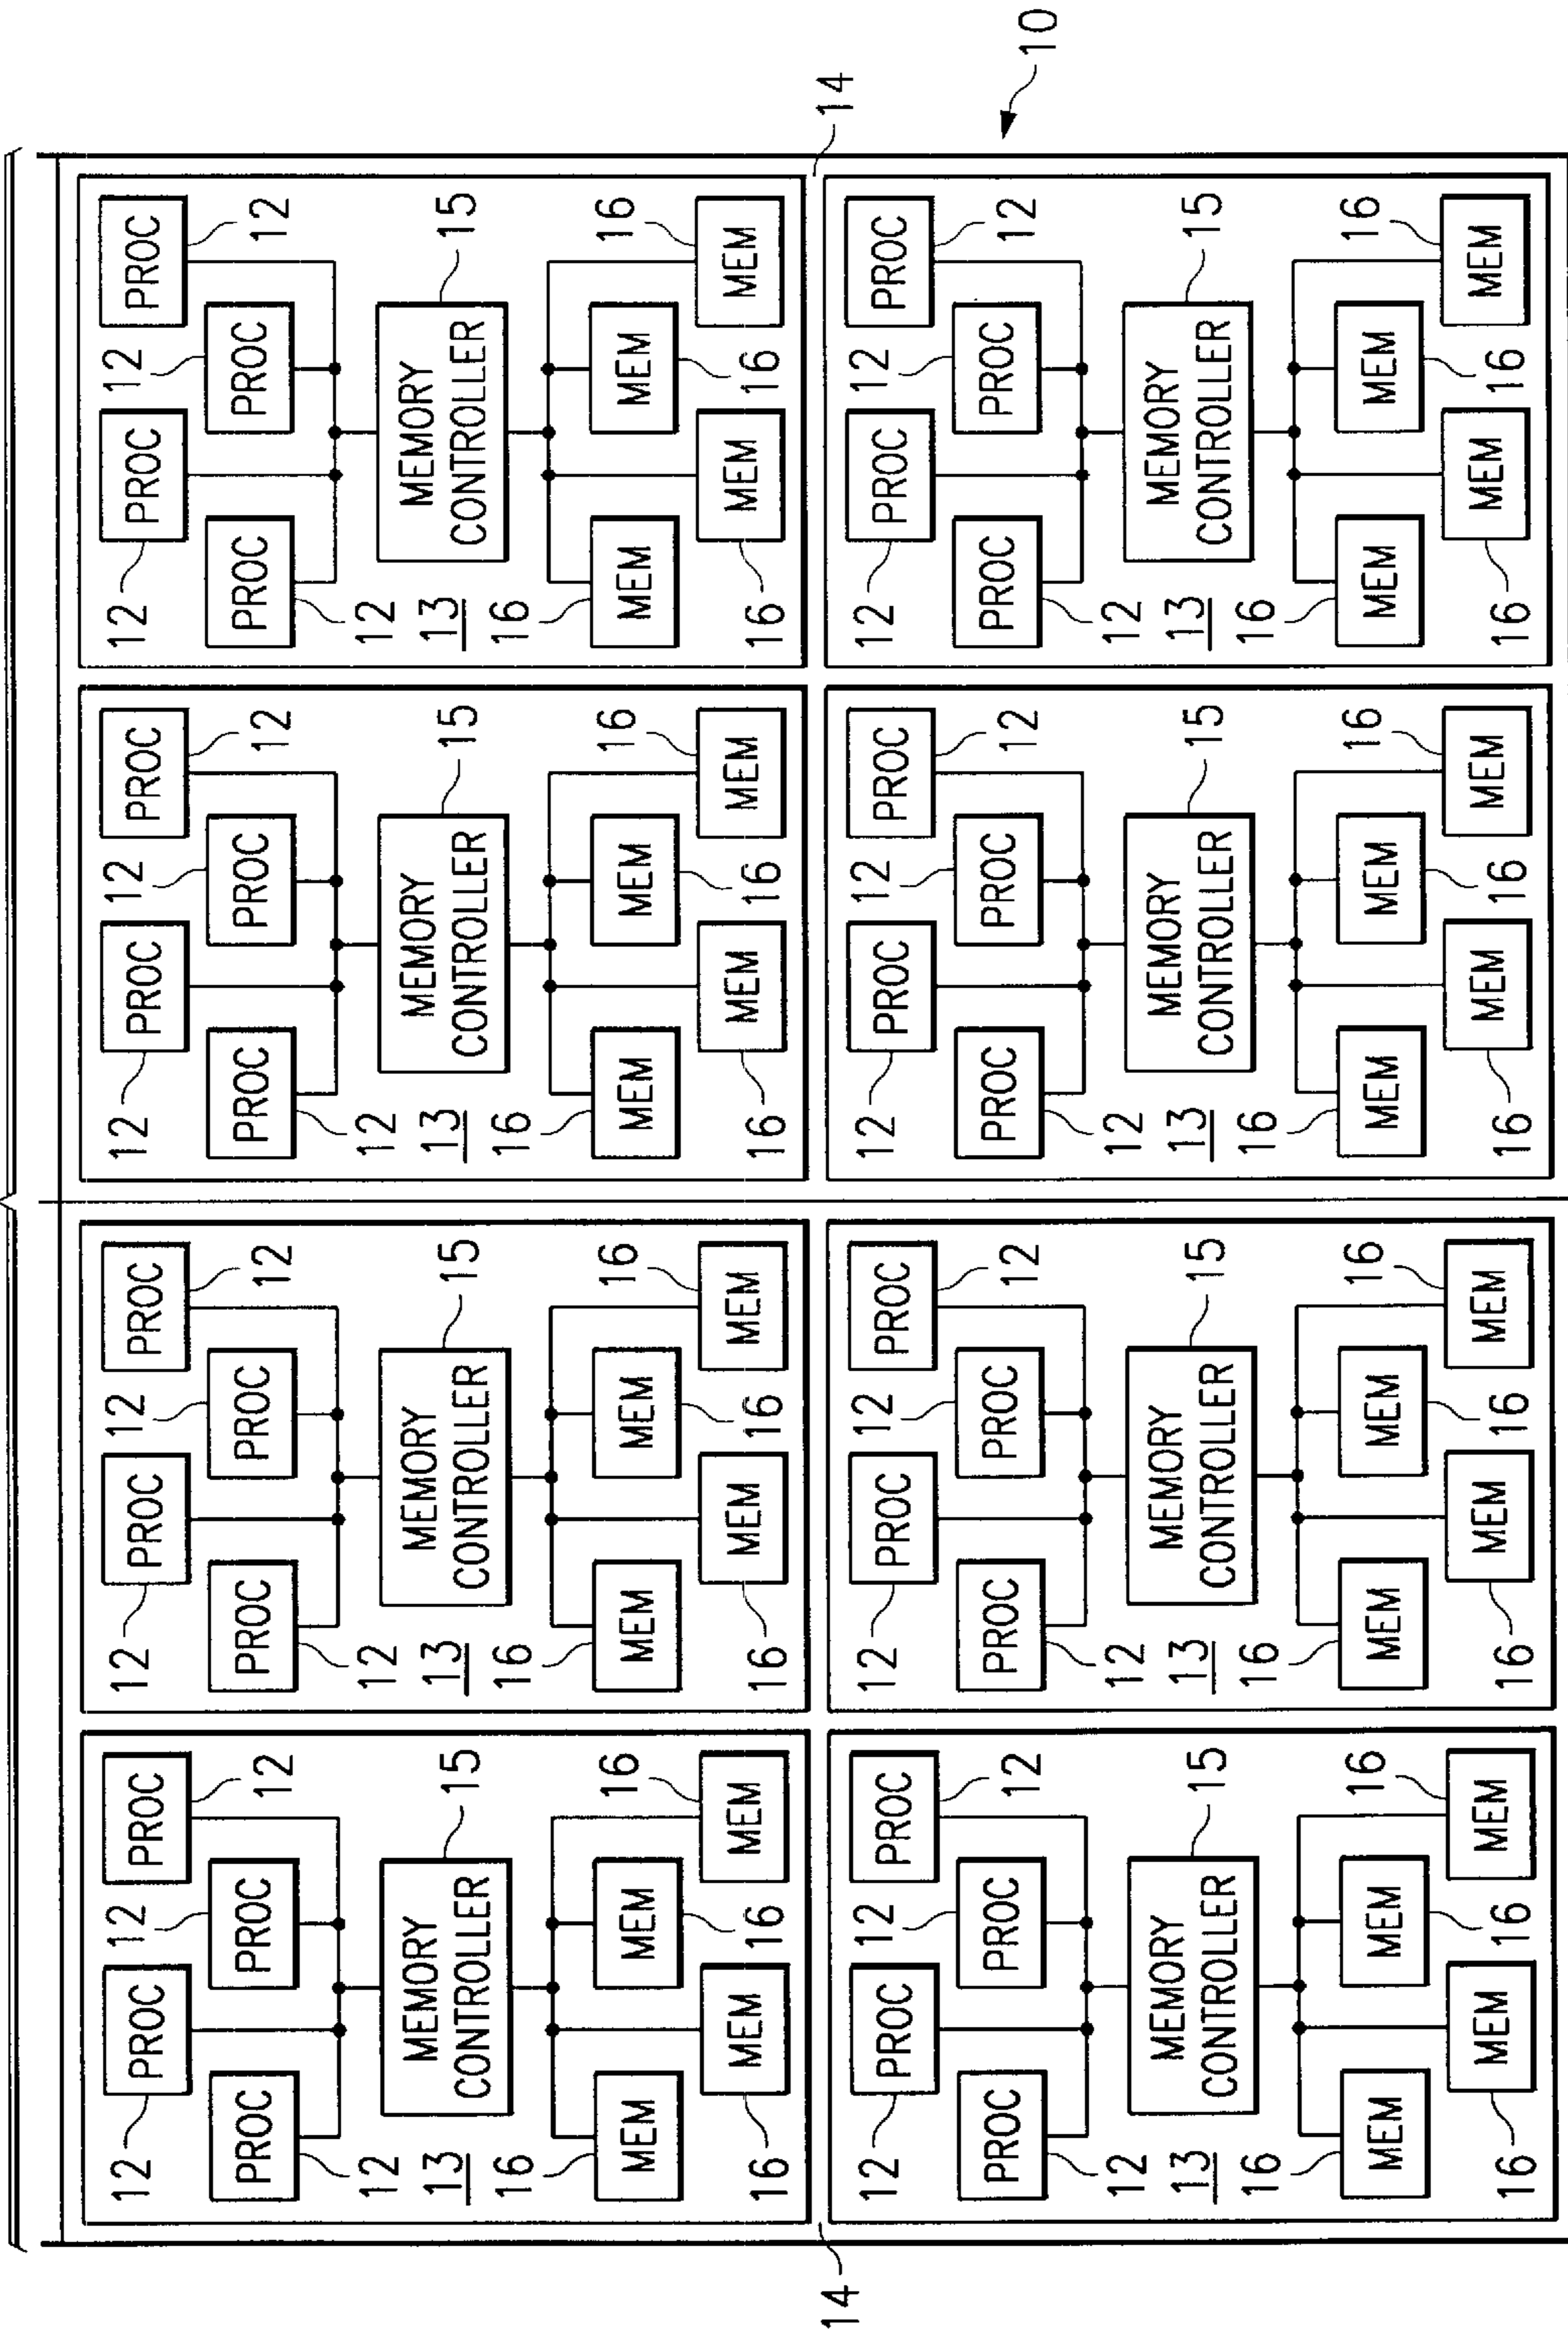 12 PROC 12 PROC
PROC PROC 12
12
13 MEMORY 15
CONTROLLER
16 16
MEM MEM
16 MEM 16 MEM
12 PROC 12 PROC
PROC PROC 12
12
13 MEMORY 15
CONTROLLER
16 16
MEM MEM
16 MEM 16 MEM
12 PROC 12 PROC
PROC PROC 12
12
13 MEMORY 15
CONTROLLER
16 16
MEM MEM
16 MEM 16 MEM
12 PROC 12 PROC
PROC PROC 12
12
13 MEMORY 15
CONTROLLER
16 16
MEM MEM
16 MEM 16 MEM
14
14
12 PROC 12 PROC
PROC PROC 12
12
13 MEMORY 15
CONTROLLER
16 16
MEM MEM
16 MEM 16 MEM
12 PROC 12 PROC
PROC PROC 12
12
13 MEMORY 15
CONTROLLER
16 16
MEM MEM
16 MEM 16 MEM
12 PROC 12 PROC
PROC PROC 12
12
13 MEMORY 15
CONTROLLER
16 16
MEM MEM
16 MEM 16 MEM
12 PROC 12 PROC
PROC PROC 12
12
13 MEMORY 15
CONTROLLER
16 16
MEM MEM
16 MEM 16 MEM
10